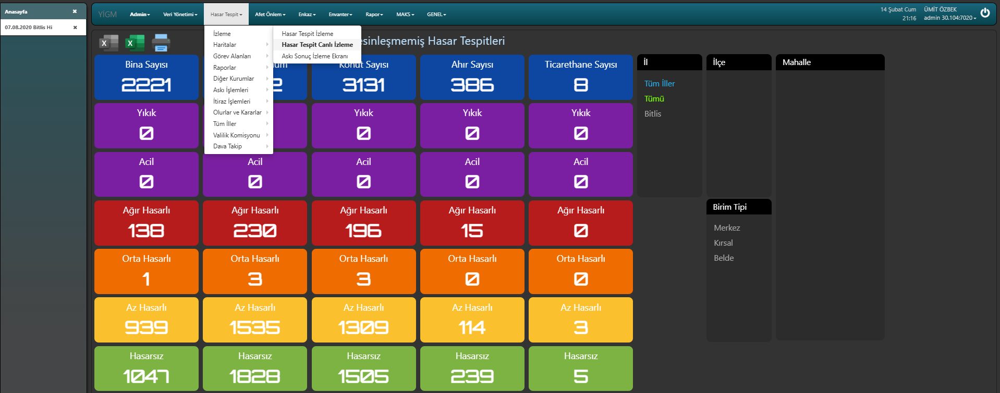 Anasayfa
07.08.2020 Bitlis Hi
YİGM
Admin
Veri Yönetimi
Hasar Tespit
Afet Önlem
Enkaz
Envanter
Rapor
MAKS
GENEL
14 Şubat Cum
21:16
ÜMİT ÖZBEK
admin 30.104:7020
İzleme
Haritalar
Görev Alanları
Raporlar
Diğer Kurumlar
Askı İşlemleri
İtiraz İşlemleri
Olurlar ve Kararlar
Tüm İller
Valilik Komisyonu
Dava Takip
Hasar Tespit İzleme
Hasar Tespit Canlı İzleme
Askı Sonuç İzleme Ekranı
esinleşmemiş Hasar Tespitleri
Bina Sayısı
2221
2
Konut Sayısı
3131
Ahır Sayısı
386
Ticarethane Sayısı
8
Yıkık
0
Yıkık
0
Yıkık
0
Yıkık
0
Acil
0
Acil
0
Acil
0
Acil
0
Acil
0
Ağır Hasarlı
138
Ağır Hasarlı
230
Ağır Hasarlı
196
Ağır Hasarlı
15
Ağır Hasarlı
0
Orta Hasarlı
1
Orta Hasarlı
3
Orta Hasarlı
3
Orta Hasarlı
0
Orta Hasarlı
0
Az Hasarlı
939
Az Hasarlı
1535
Az Hasarlı
1309
Az Hasarlı
114
Az Hasarlı
3
Hasarsız
1047
Hasarsız
1828
Hasarsız
1505
Hasarsız
239
Hasarsız
5
İl
Tüm İller
Tümü
Bitlis
İlçe
Birim Tipi
Merkez
Kırsal
Belde
Mahalle